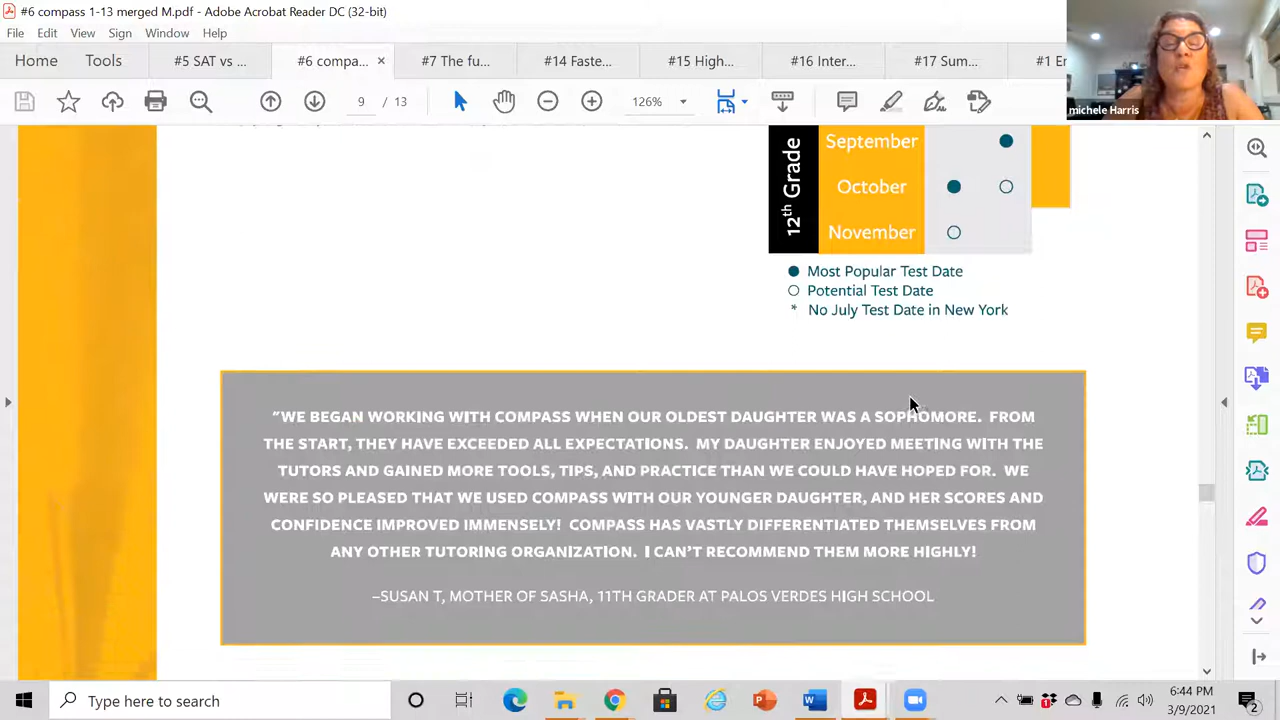 #6 compass 1-13 merged M.pdf - Adobe Acrobat Reader DC (32-bit)
File Edit View Sign Window Help
Home Tools #5 SAT vs ... #6 compa... × #7 The fu... #14 Faste... #15 High... #16 Inter... #17 Sum... #1 Er
9 / 13 126%
michele Harris
12th Grade
September
October
November
Most Popular Test Date
Potential Test Date
* No July Test Date in New York
"WE BEGAN WORKING WITH COMPASS WHEN OUR OLDEST DAUGHTER WAS A SOPHOMORE. FROM
THE START, THEY HAVE EXCEEDED ALL EXPECTATIONS. MY DAUGHTER ENJOYED MEETING WITH THE
TUTORS AND GAINED MORE TOOLS, TIPS, AND PRACTICE THAN WE COULD HAVE HOPED FOR. WE
WERE SO PLEASED THAT WE USED COMPASS WITH OUR YOUNGER DAUGHTER, AND HER SCORES AND
CONFIDENCE IMPROVED IMMENSELY! COMPASS HAS VASTLY DIFFERENTIATED THEMSELVES FROM
ANY OTHER TUTORING ORGANIZATION. I CAN'T RECOMMEND THEM MORE HIGHLY!
–SUSAN T, MOTHER OF SASHA, 11TH GRADER AT PALOS VERDES HIGH SCHOOL
Type here to search
6:44 PM
3/9/2021
2